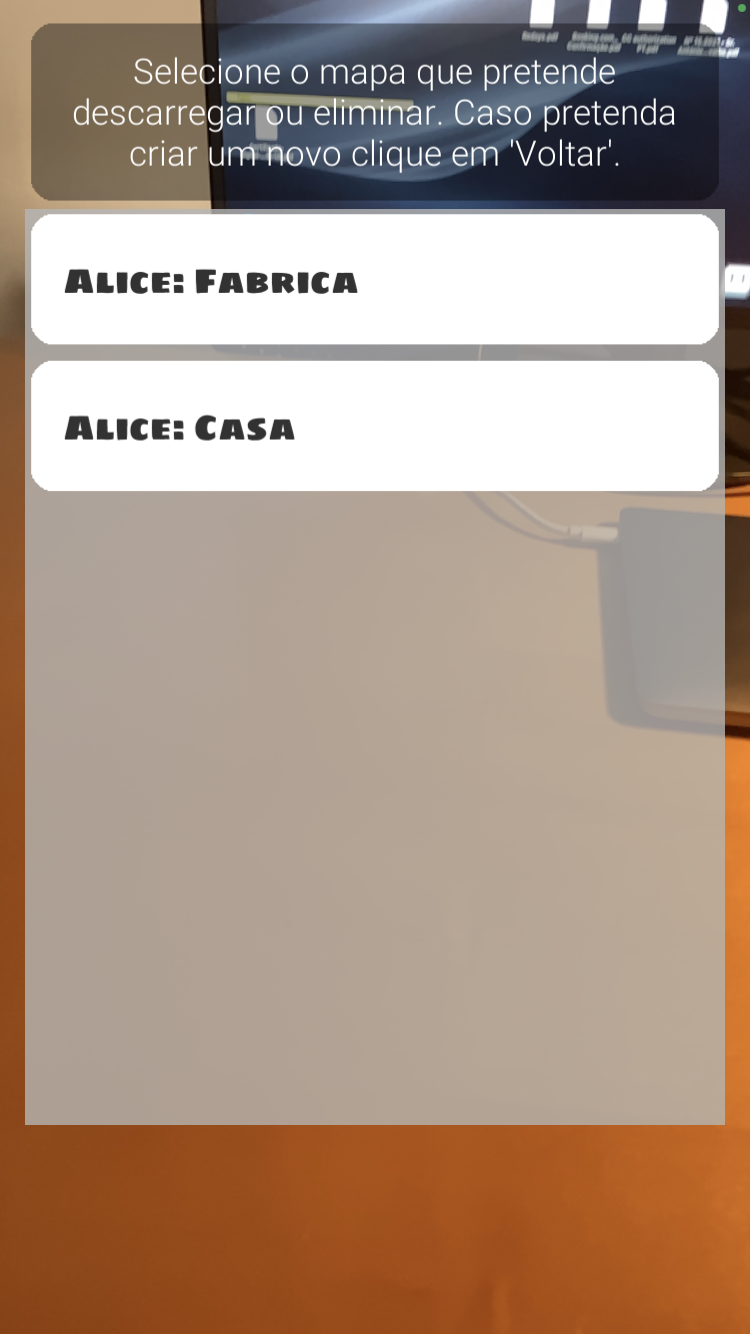 Selecione o mapa que pretende
descarregar ou eliminar. Caso pretenda
criar um novo clique em 'Voltar'.
Alice: Fabrica
Alice: Casa